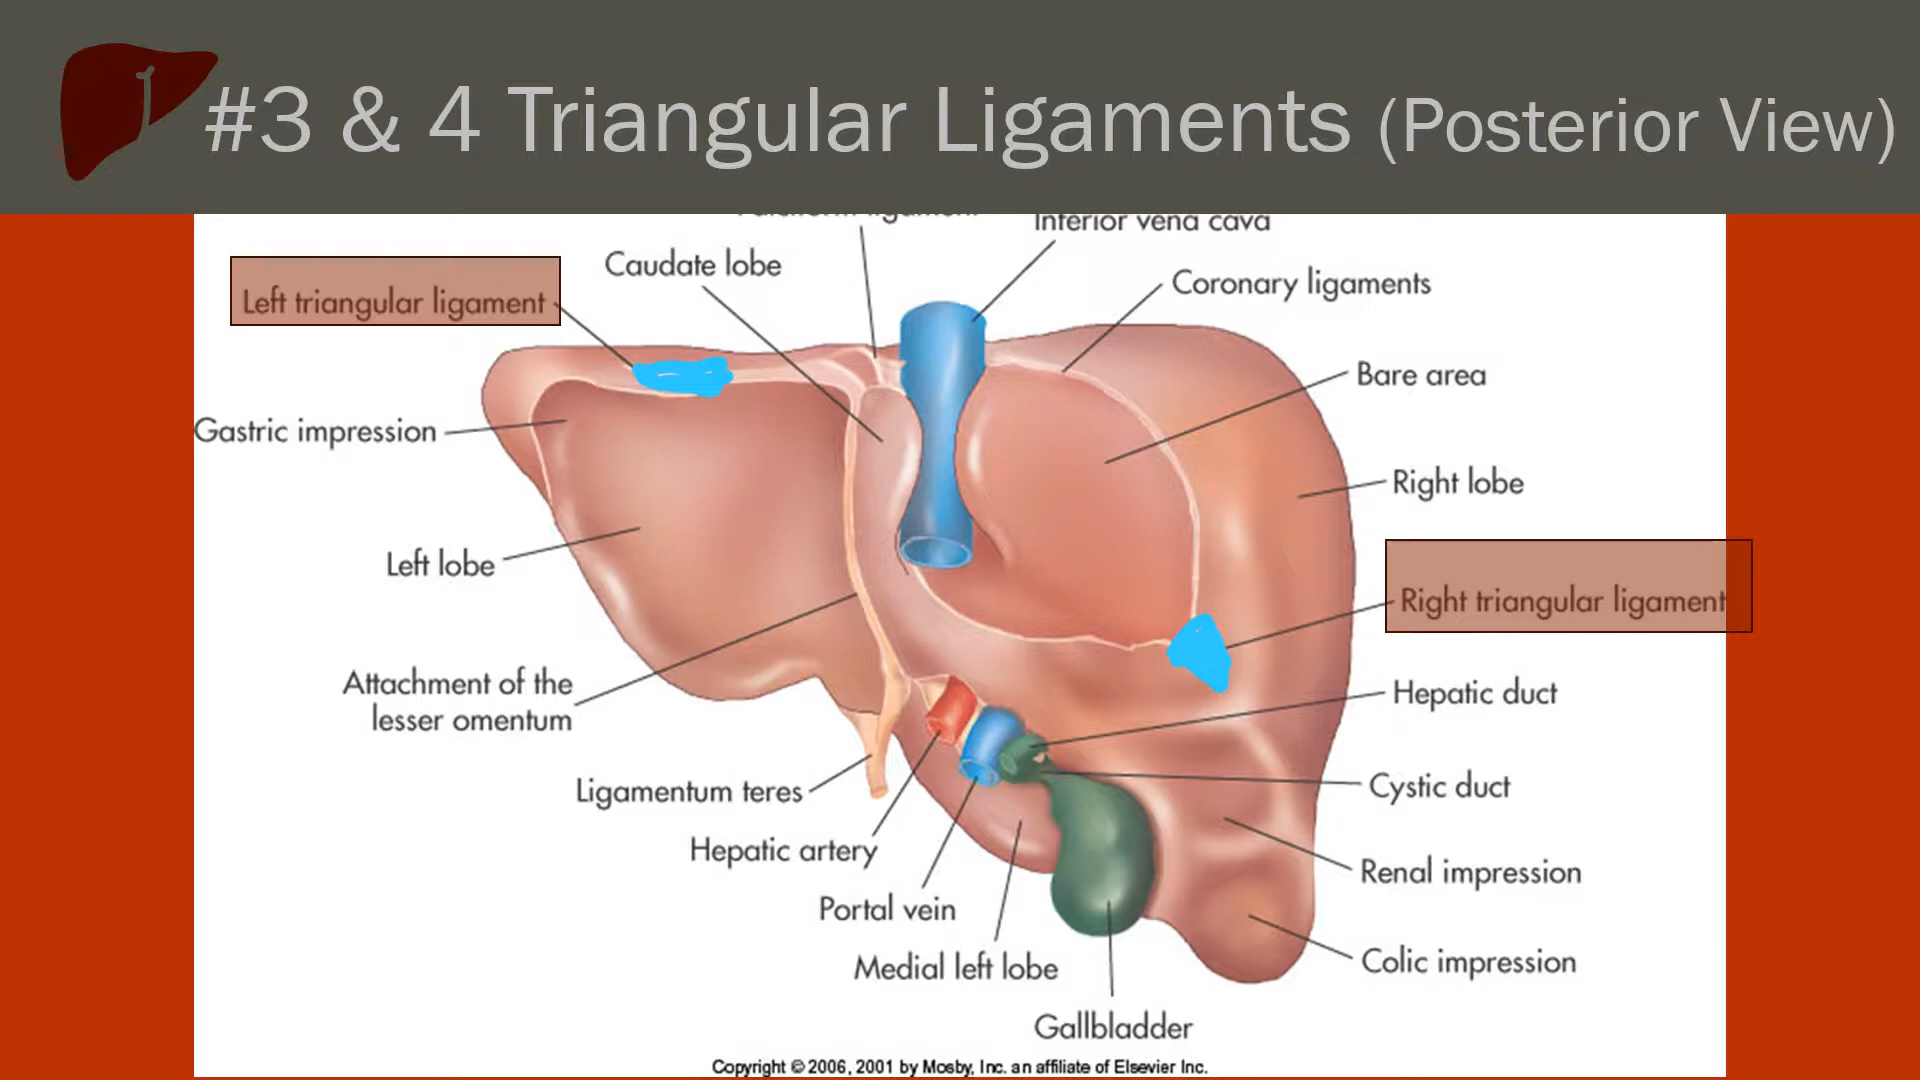 #3 & 4 Triangular Ligaments (Posterior View)
Inferior vena cava
Caudate lobe
Coronary ligaments
Left triangular ligament
Bare area
Gastric impression
Right lobe
Left lobe
Right triangular ligament
Attachment of the
lesser omentum
Hepatic duct
Ligamentum teres
Cystic duct
Hepatic artery
Renal impression
Portal vein
Medial left lobe
Colic impression
Gallbladder
Copyright © 2006, 2001 by Mosby, Inc. an affiliate of Elsevier Inc.